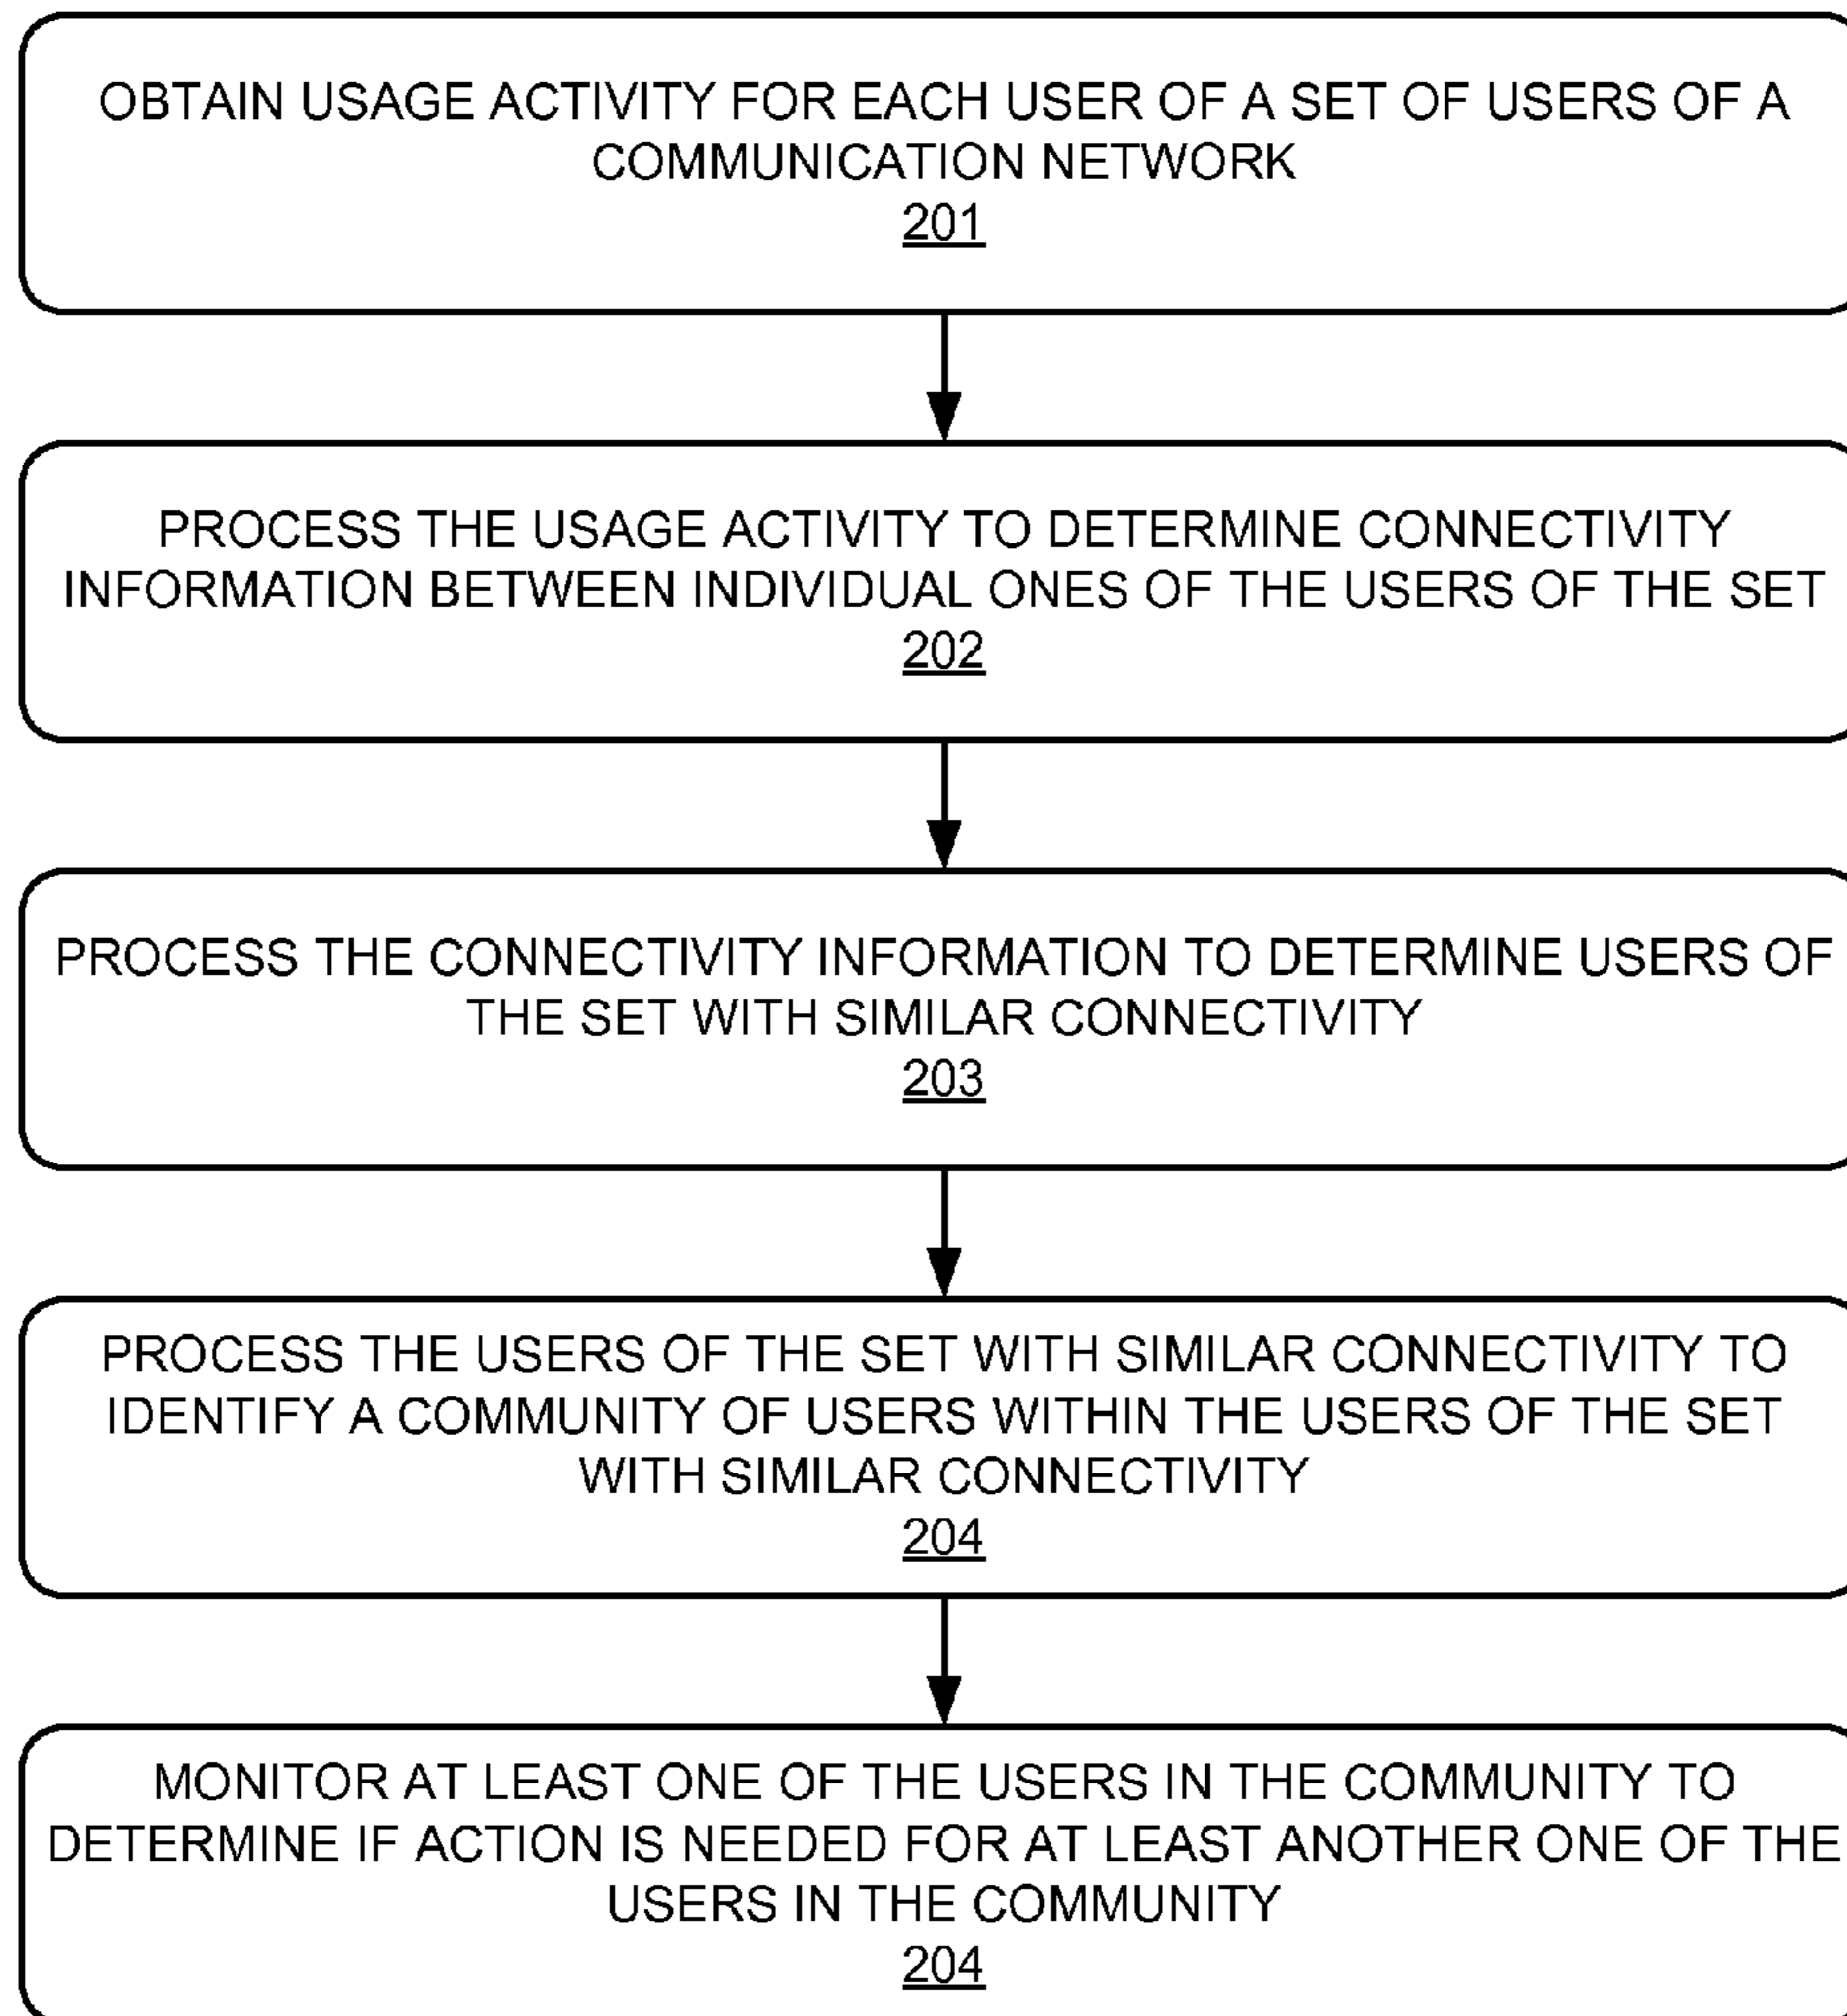 OBTAIN USAGE ACTIVITY FOR EACH USER OF A SET OF USERS OF A
COMMUNICATION NETWORK
201
PROCESS THE USAGE ACTIVITY TO DETERMINE CONNECTIVITY
INFORMATION BETWEEN INDIVIDUAL ONES OF THE USERS OF THE SET
202
PROCESS THE CONNECTIVITY INFORMATION TO DETERMINE USERS OF
THE SET WITH SIMILAR CONNECTIVITY
203
PROCESS THE USERS OF THE SET WITH SIMILAR CONNECTIVITY TO
IDENTIFY A COMMUNITY OF USERS WITHIN THE USERS OF THE SET
WITH SIMILAR CONNECTIVITY
204
MONITOR AT LEAST ONE OF THE USERS IN THE COMMUNITY TO
DETERMINE IF ACTION IS NEEDED FOR AT LEAST ANOTHER ONE OF THE
USERS IN THE COMMUNITY
204